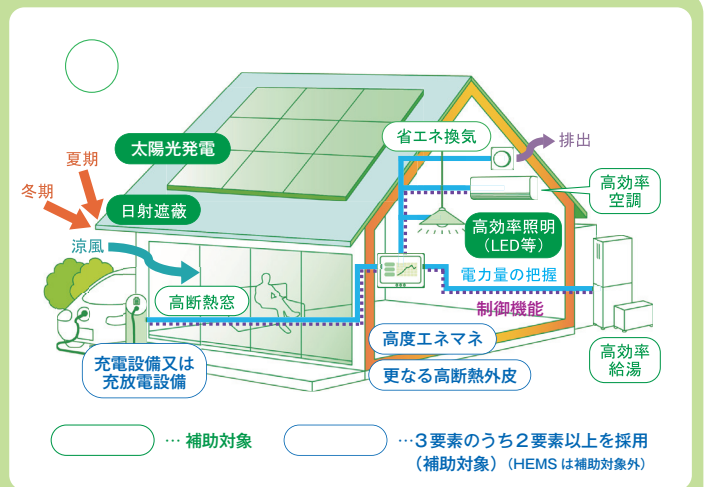 太陽光発電
省エネ換気
排出
夏期
冬期
日射遮蔽
高効率
空調
高効率照明
（LED等）
涼風
電力量の把握
高断熱窓
制御機能
高度エネマネ
充電設備又は
充放電設備
更なる高断熱外皮
高効率
給湯
… 補助対象
…３要素のうち２要素以上を採用
（補助対象）（HEMS は補助対象外）